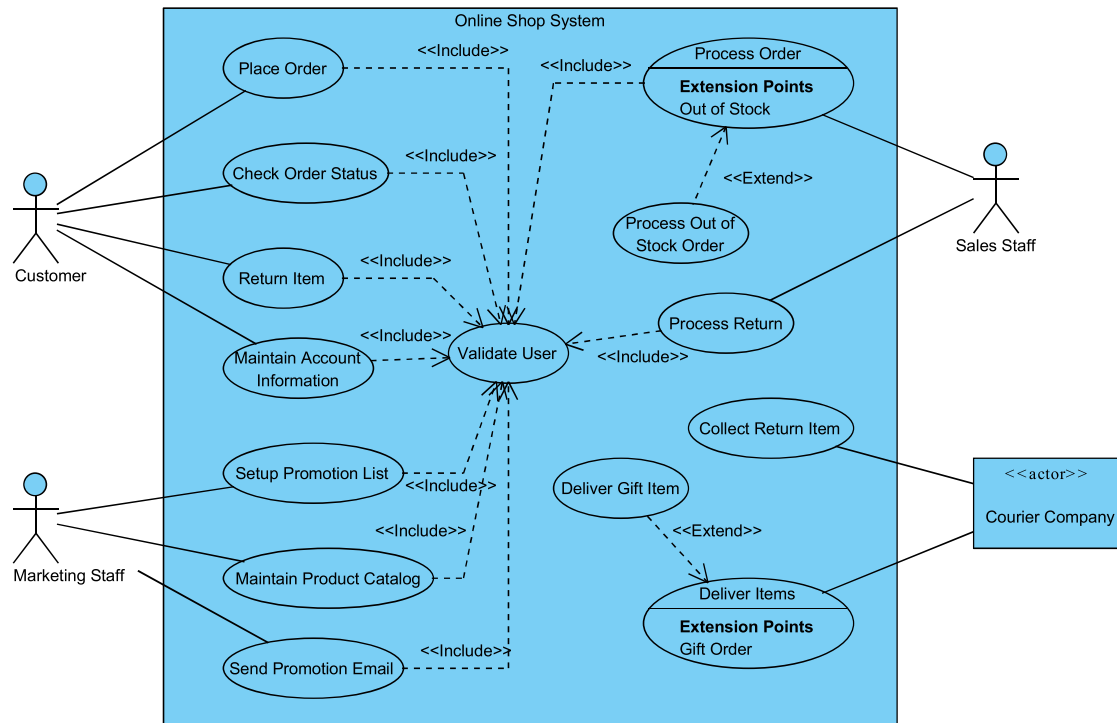 Online Shop System
Place Order
<<Include>>
<<Include>>
Process Order
Extension Points
Out of Stock
Check Order Status
<<Include>>
<<Extend>>
Process Out of
Stock Order
Customer
Sales Staff
Return Item
<<Include>>
Maintain Account
Information
<<Include>>
Validate User
Process Return
<<Include>>
Collect Return Item
Setup Promotion List
<<Include>>
Deliver Gift Item
<<actor>>
Courier Company
<<Include>>
<<Extend>>
Marketing Staff
Maintain Product Catalog
Deliver Items
Extension Points
Gift Order
Send Promotion Email
<<Include>>